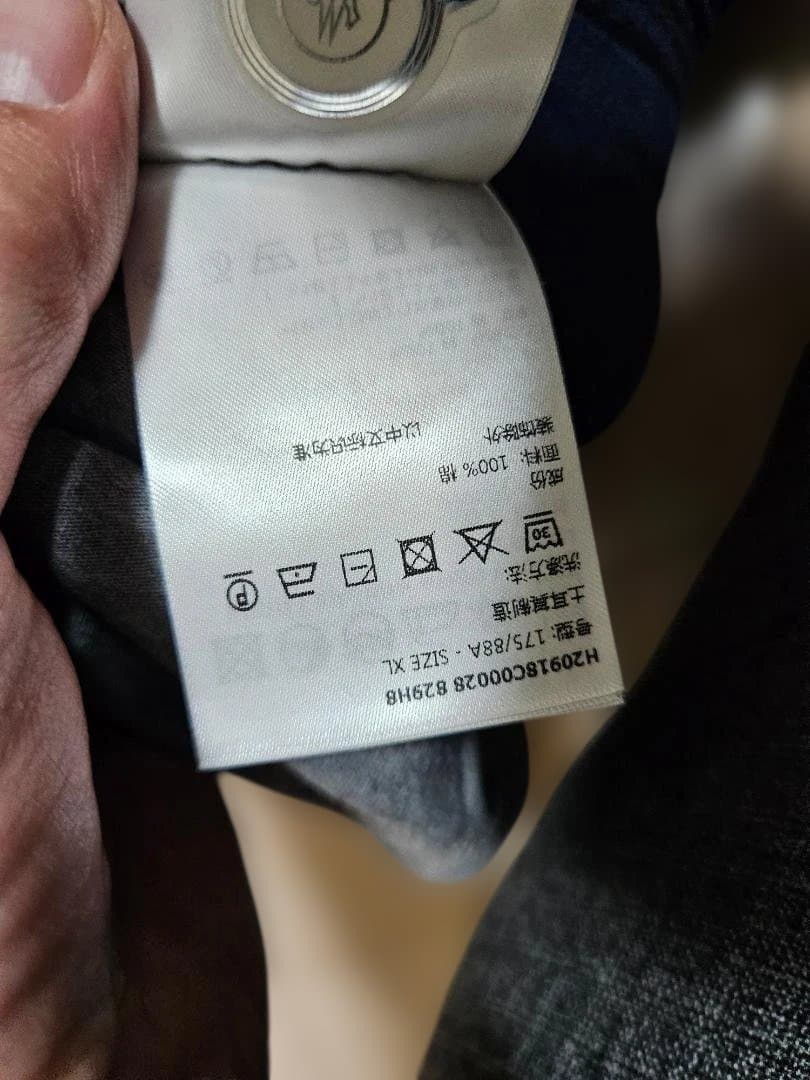 H20918C00028 829H8
号型: 175/88A - SIZE XL
土耳其制造
洗涤方法:
30
P
成份
面料: 100% 棉
装饰除外
以中文标识为准